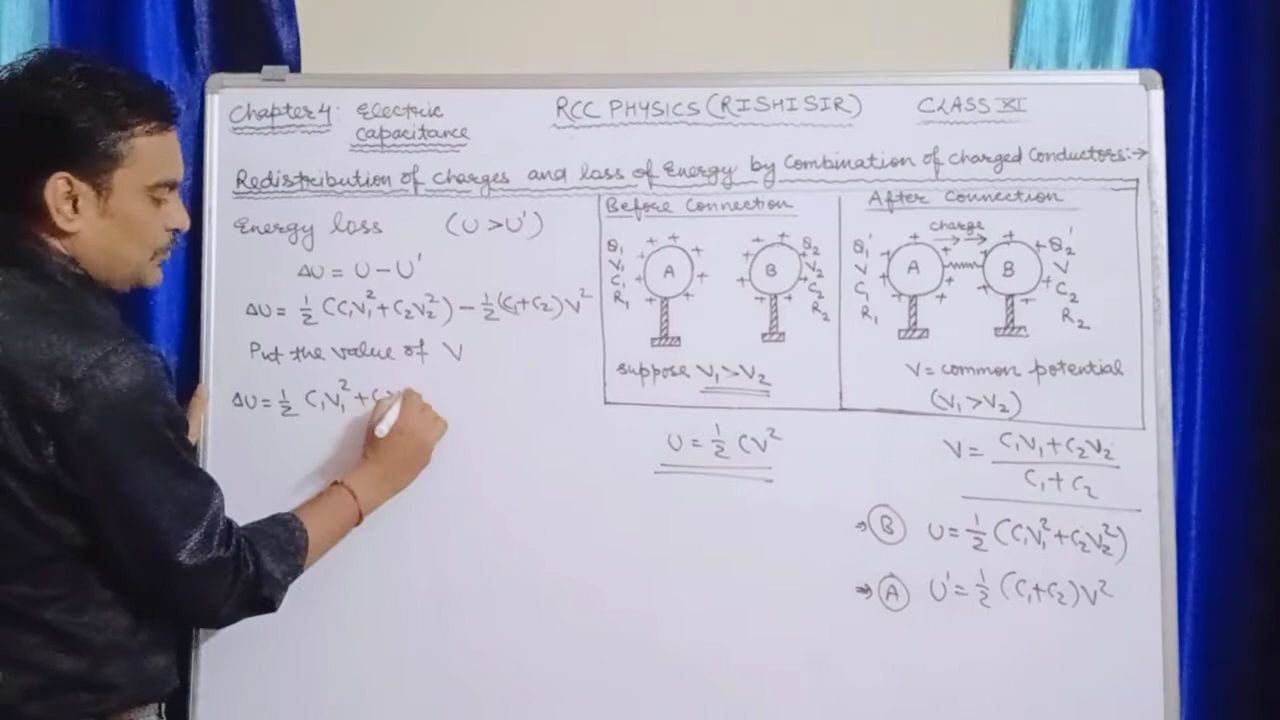 Chapter 4: Electric capacitance
RCC PHYSICS (RISHI SIR)
CLASS XI
Redistribution of charges and loss of Energy by Combination of charged Conductors:→
Energy loss (U > U')
ΔU = U − U'
ΔU = 1/2 (C₁V₁² + C₂V₂²) − 1/2 (C₁+C₂) V²
Put the value of V
ΔU = 1/2 C₁V₁² + C
Before Connection
Q₁
V₁
C₁
R₁
A
B
Q₂
V₂
C₂
R₂
suppose V₁ > V₂
After Connection
charge
Q₁'
V
C₁
R₁
A
B
Q₂'
V
C₂
R₂
V = common potential
(V₁ > V₂)
U = 1/2 CV²
V = C₁V₁ + C₂V₂ / C₁ + C₂
⇒ B U = 1/2 (C₁V₁² + C₂V₂²)
⇒ A U' = 1/2 (C₁+C₂) V²